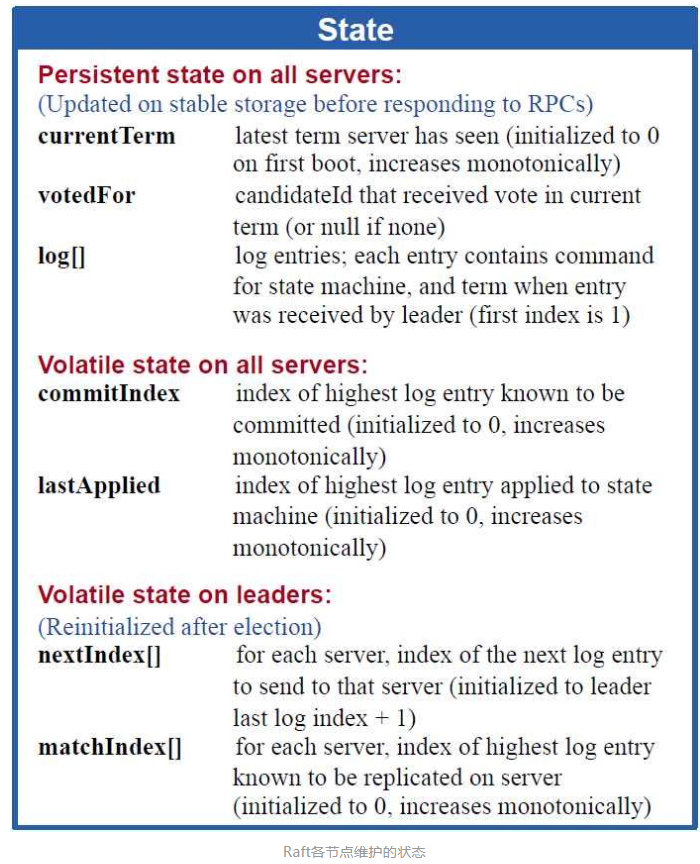 State
Persistent state on all servers:
(Updated on stable storage before responding to RPCs)
currentTerm latest term server has seen (initialized to 0
on first boot, increases monotonically)
votedFor candidateId that received vote in current
term (or null if none)
log[] log entries; each entry contains command
for state machine, and term when entry
was received by leader (first index is 1)
Volatile state on all servers:
commitIndex index of highest log entry known to be
committed (initialized to 0, increases
monotonically)
lastApplied index of highest log entry applied to state
machine (initialized to 0, increases
monotonically)
Volatile state on leaders:
(Reinitialized after election)
nextIndex[] for each server, index of the next log entry
to send to that server (initialized to leader
last log index + 1)
matchIndex[] for each server, index of highest log entry
known to be replicated on server
(initialized to 0, increases monotonically)
Raft各节点维护的状态